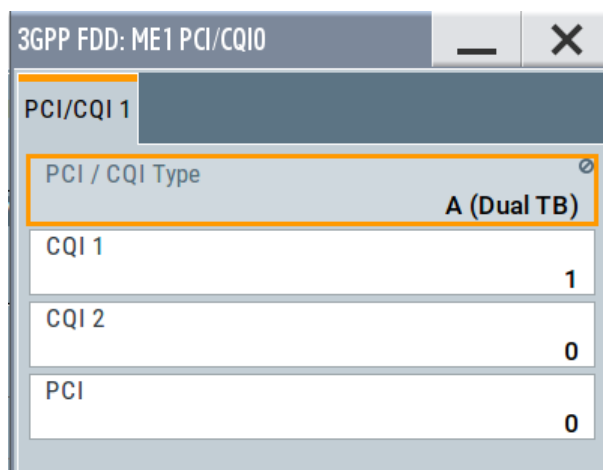 3GPP FDD: ME1 PCI/CQI0
PCI/CQI 1
PCI / CQI Type
A (Dual TB)
CQI 1
1
CQI 2
0
PCI
0